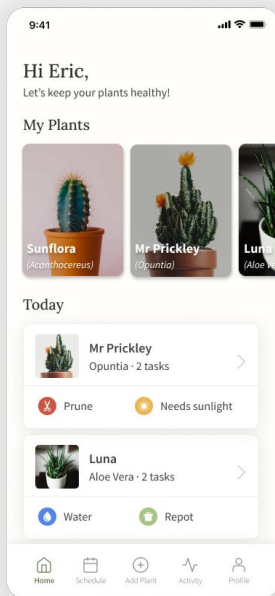 9:41
Hi Eric,
Let's keep your plants healthy!
My Plants
Sunflora
(Acanthocereus)
Mr Prickley
(Opuntia)
Luna
(Aloe
Today
Mr Prickley
Opuntia · 2 tasks
Prune
Needs sunlight
Luna
Aloe Vera · 2 tasks
Water
Repot
Home
Schedule
Add Plant
Activity
Profile